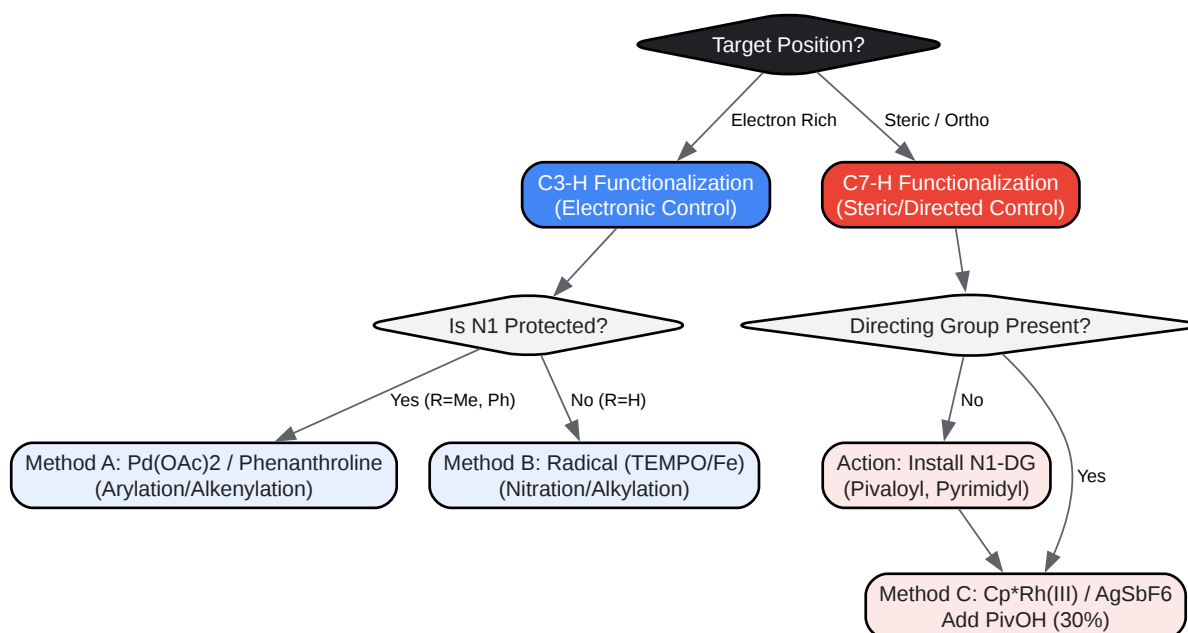 Target Position?
Electron Rich
Steric / Ortho
C3-H Functionalization
(Electronic Control)
C7-H Functionalization
(Steric/Directed Control)
Is N1 Protected?
Directing Group Present?
Yes (R=Me, Ph)
No (R=H)
No
Method A: Pd(OAc)2 / Phenanthroline
(Arylation/Alkenylation)
Method B: Radical (TEMPO/Fe)
(Nitration/Alkylation)
Action: Install N1-DG
(Pivaloyl, Pyrimidyl)
Yes
Method C: Cp*Rh(III) / AgSbF6
Add PivOH (30%)